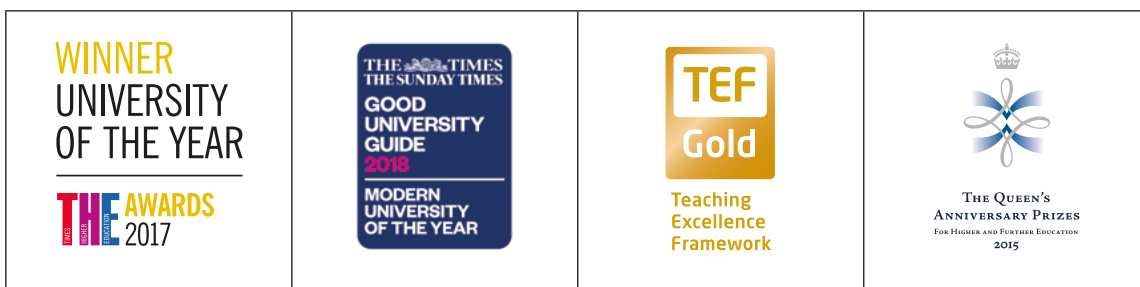 WINNER
UNIVERSITY
OF THE YEAR
TIMES
HIGHER
EDUCATION
THE AWARDS
2017
THE TIMES
THE SUNDAY TIMES
GOOD
UNIVERSITY
GUIDE
2018
MODERN
UNIVERSITY
OF THE YEAR
TEF
Gold
Teaching
Excellence
Framework
THE QUEEN'S
ANNIVERSARY PRIZES
FOR HIGHER AND FURTHER EDUCATION
2015